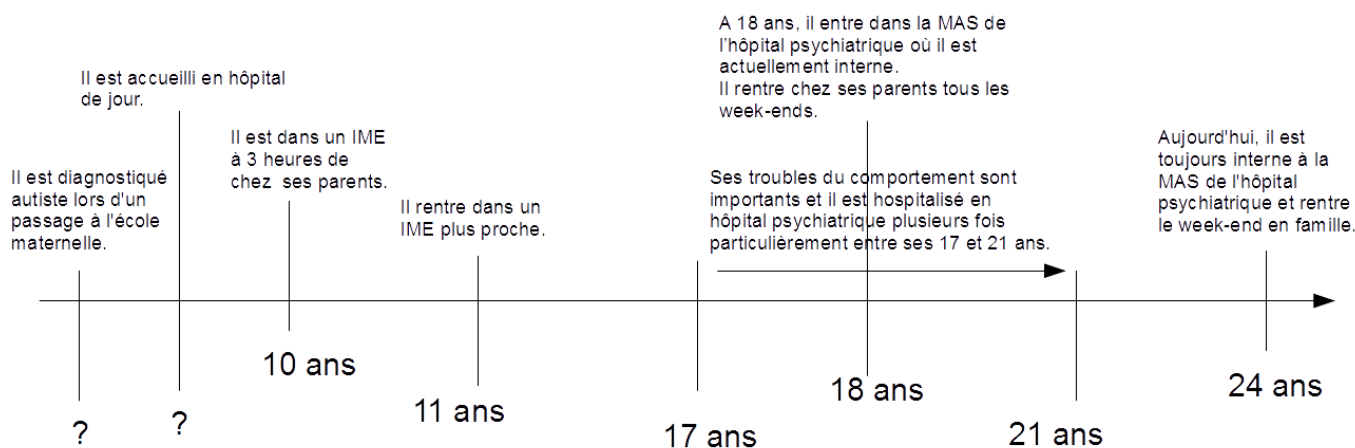 Il est diagnostiqué
autiste lors d'un
passage à l'école
maternelle.
?
Il est accueilli en hôpital
de jour.
?
Il est dans un IME
à 3 heures de
chez ses parents.
10 ans
Il rentre dans un
IME plus proche.
11 ans
Ses troubles du comportement sont
importants et il est hospitalisé en
hôpital psychiatrique plusieurs fois
particulièrement entre ses 17 et 21 ans.
17 ans
A 18 ans, il entre dans la MAS de
l'hôpital psychiatrique où il est
actuellement interne.
Il rentre chez ses parents tous les
week-ends.
18 ans
21 ans
Aujourd'hui, il est
toujours interne à la
MAS de l'hôpital
psychiatrique et rentre
le week-end en famille.
24 ans